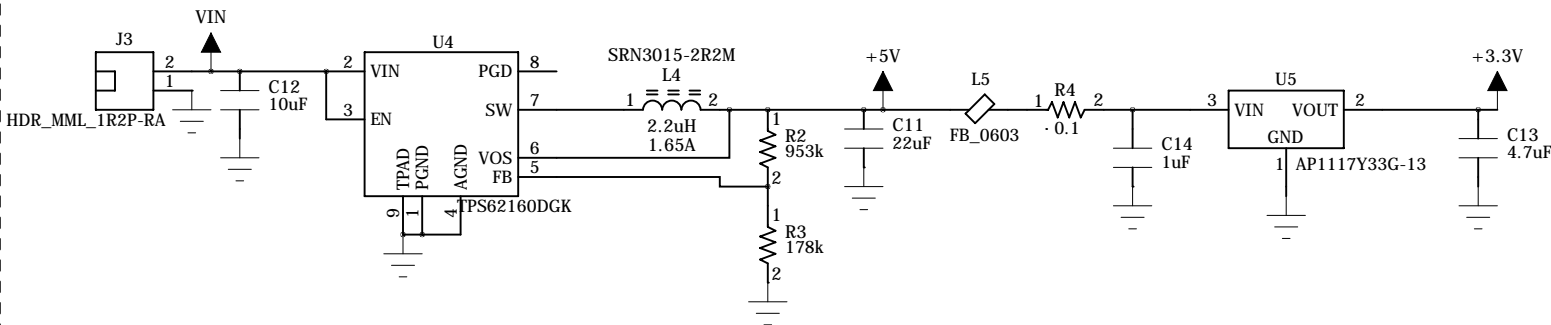 VIN
J3
2
1
HDR_MML_1R2P-RA
C12
10uF
U4
2
VIN
3
EN
PGD
8
SW
7
VOS
6
FB
5
TPAD
PGND
AGND
9
1
4
TPS62160DGK
SRN3015-2R2M
L4
1
2
2.2uH
1.65A
1
R2
953k
2
1
R3
178k
2
+5V
C11
22uF
L5
FB_0603
R4
1
2
0.1
C14
1uF
U5
3
VIN
VOUT
2
GND
1
AP1117Y33G-13
+3.3V
C13
4.7uF